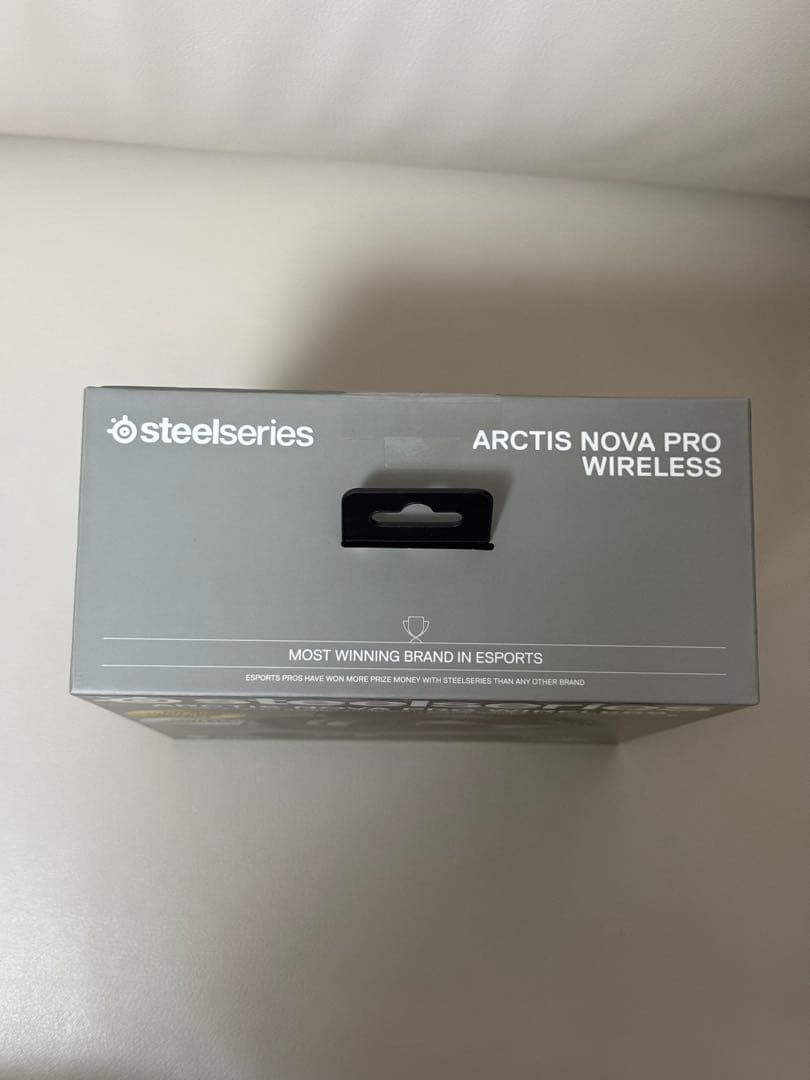 steelseries
ARCTIS NOVA PRO
WIRELESS
MOST WINNING BRAND IN ESPORTS
ESPORTS PROS HAVE WON MORE PRIZE MONEY WITH STEELSERIES THAN ANY OTHER BRAND
steelseries